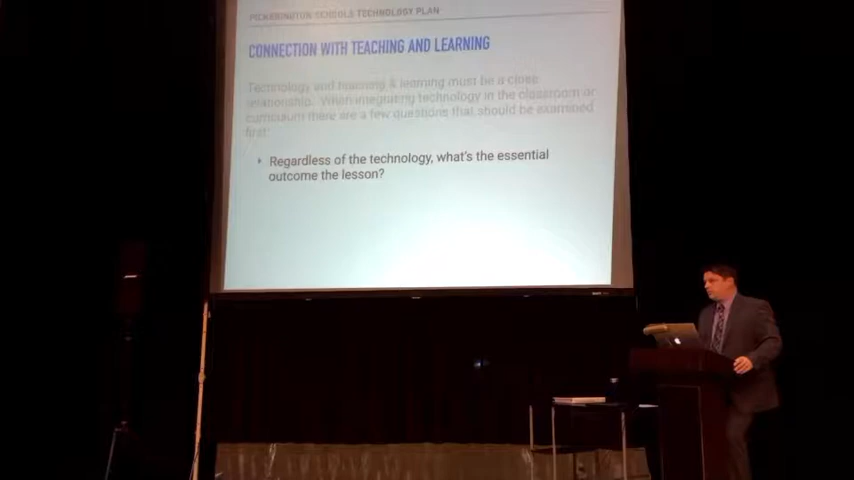 PICKERINGTON SCHOOLS TECHNOLOGY PLAN
CONNECTION WITH TEACHING AND LEARNING
Technology and teaching & learning must be a close
relationship. When integrating technology in the classroom or
curriculum there are a few questions that should be examined
first:
Regardless of the technology, what's the essential
outcome the lesson?